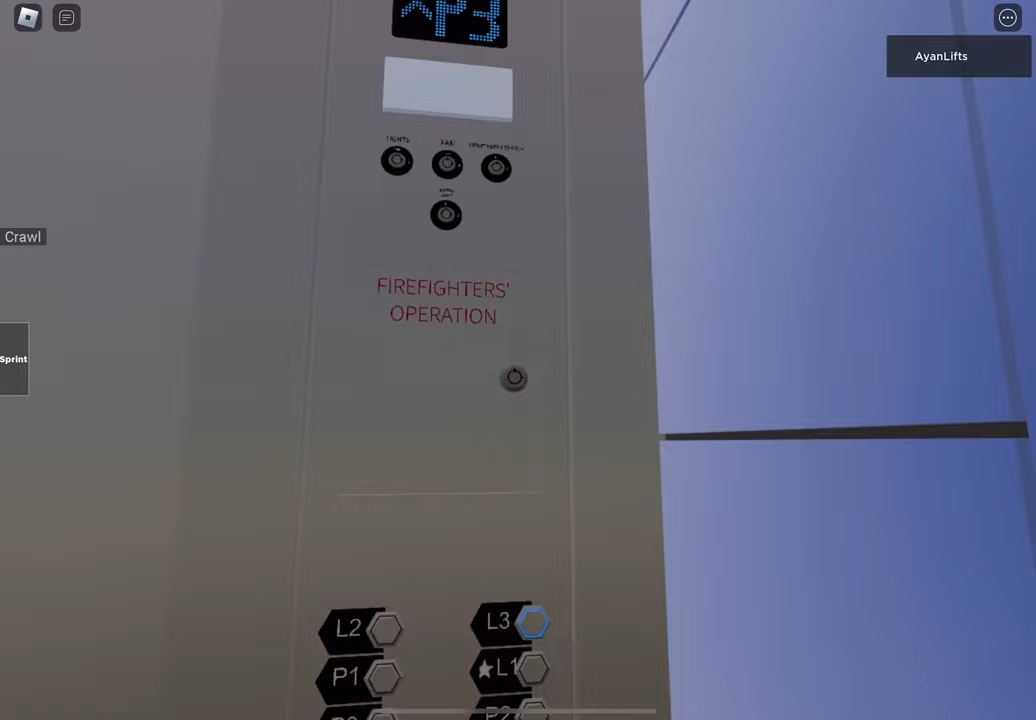 ^P3
AyanLifts
LIGHTS
FAN
Crawl
FIREFIGHTERS'
OPERATION
Sprint
L2
L3
P1
★L1